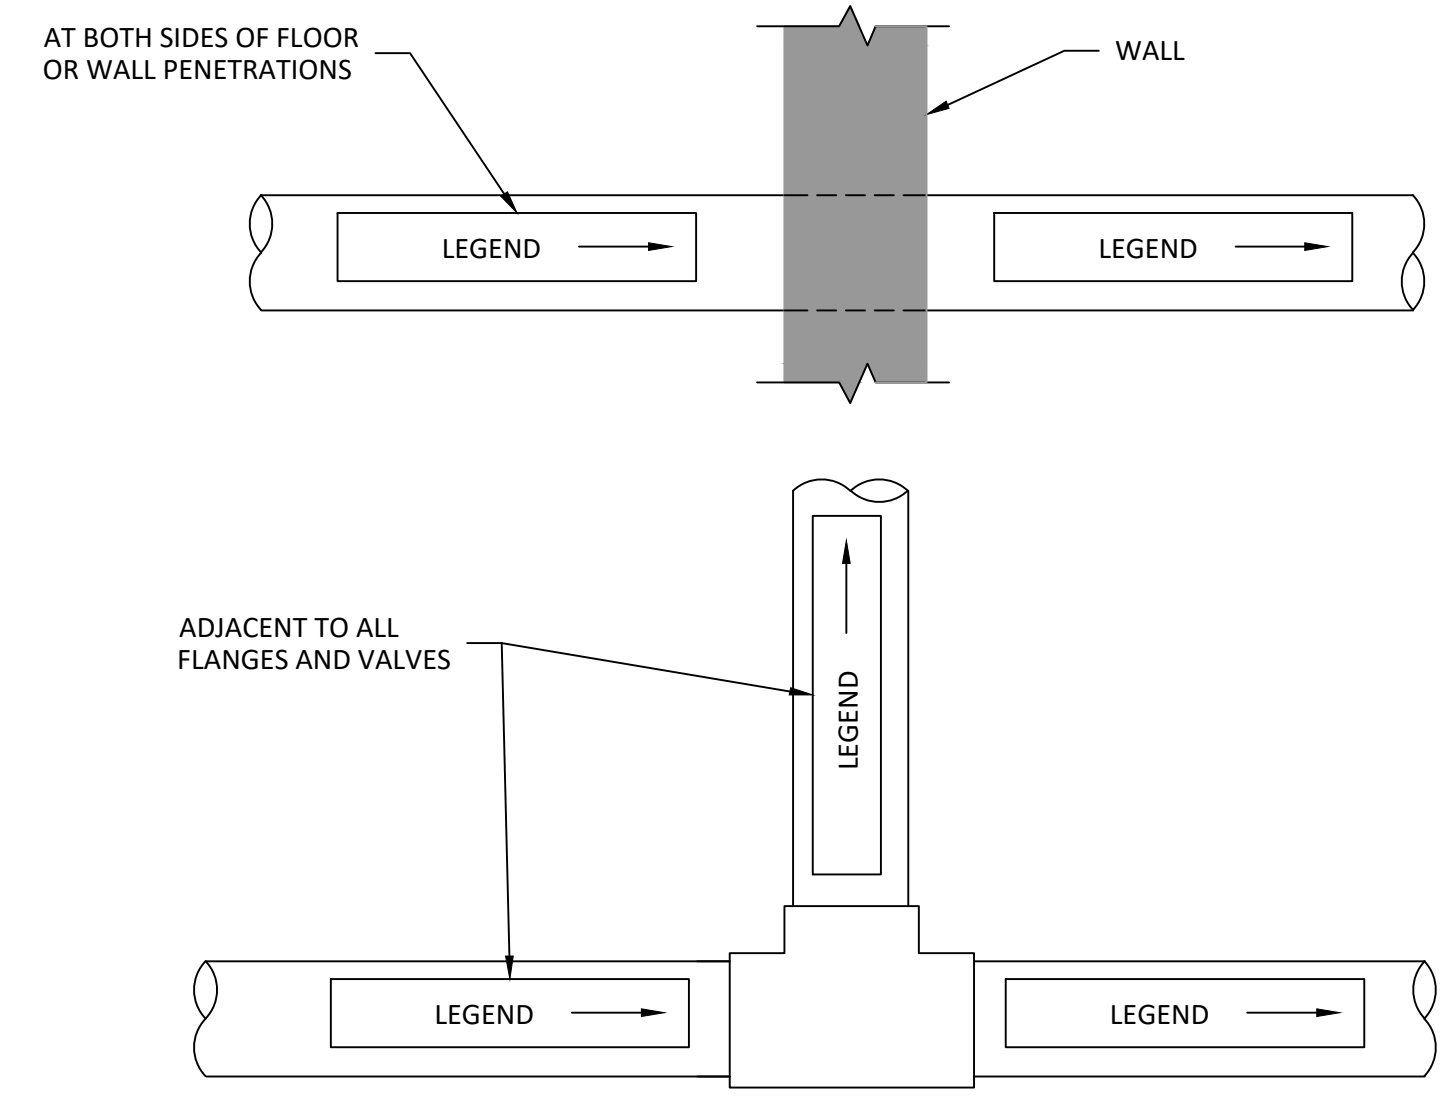 AT BOTH SIDES OF FLOOR
OR WALL PENETRATIONS
WALL
LEGEND
LEGEND
ADJACENT TO ALL
FLANGES AND VALVES
LEGEND
LEGEND
LEGEND